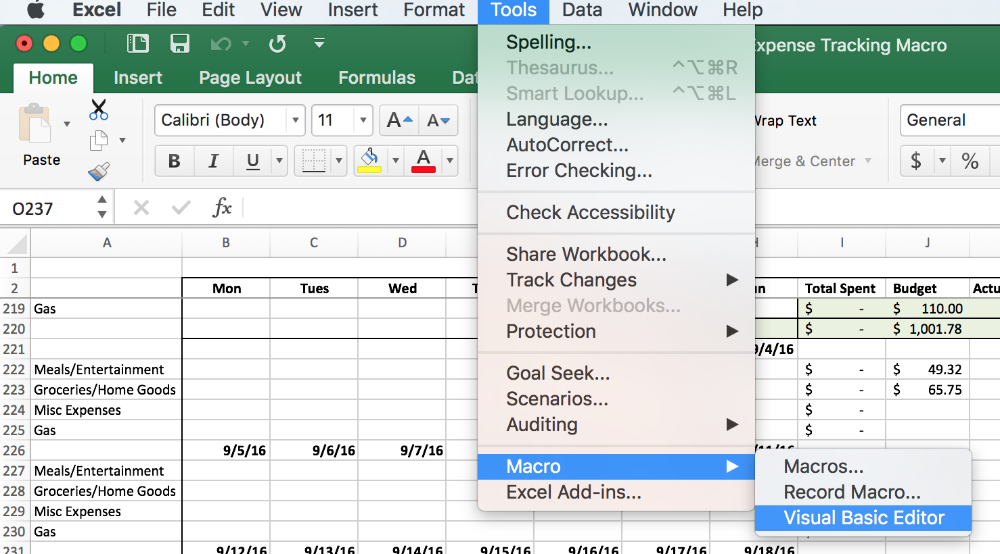 Excel File Edit View Insert Format Tools Data Window Help
Expense Tracking Macro
Home Insert Page Layout Formulas
Spelling...
Thesaurus... ^⌥⌘R
Smart Lookup... ^⌥⌘L
Language...
AutoCorrect...
Error Checking...
Check Accessibility
Share Workbook...
Track Changes
Merge Workbooks...
Protection
Goal Seek...
Scenarios...
Auditing
Macro
Excel Add-ins...
Macros...
Record Macro...
Visual Basic Editor
Paste
Calibri (Body) 11 A A
B I U A
Wrap Text
Merge & Center
General
$ %
O237 fx
A B C D H I J
1
2 Mon Tues Wed Total Spent Budget
219 Gas $ - $ 110.00
220 $ - $ 1,001.78
221 9/4/16
222 Meals/Entertainment $ - $ 49.32
223 Groceries/Home Goods $ - $ 65.75
224 Misc Expenses $ -
225 Gas $ -
226 9/5/16 9/6/16 9/7/16 9/11/16
227 Meals/Entertainment
228 Groceries/Home Goods
229 Misc Expenses
230 Gas
231 9/12/16 9/13/16 9/14/16 9/15/16 9/16/16 9/17/16 9/18/16